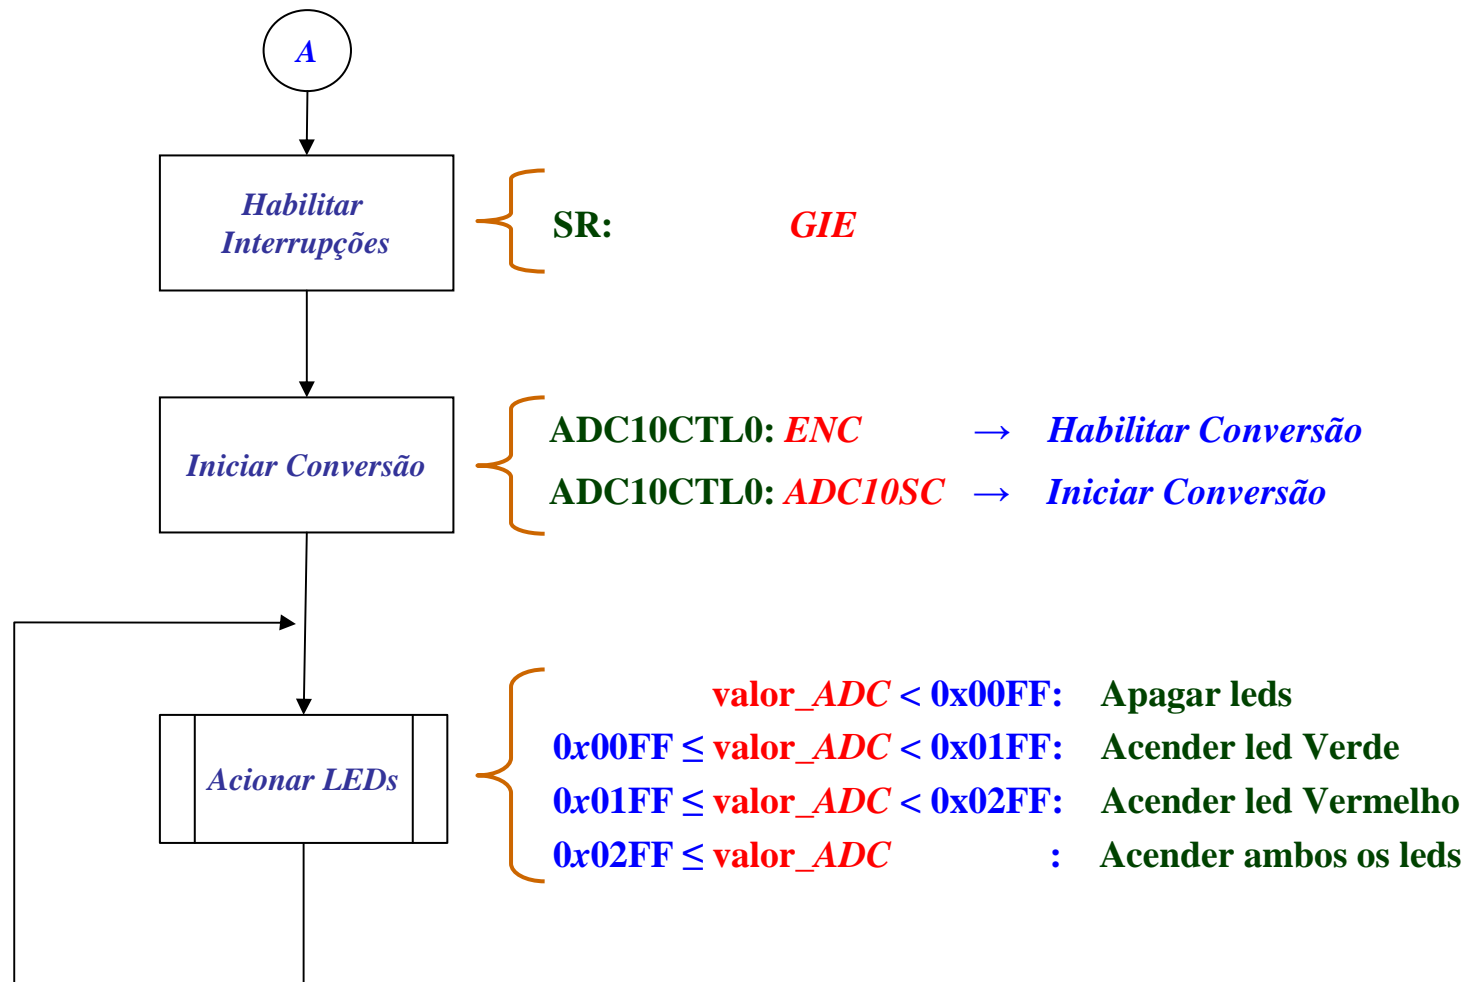 A
Habilitar
Interrupções
SR: GIE
Iniciar Conversão
ADC10CTL0: ENC → Habilitar Conversão
ADC10CTL0: ADC10SC → Iniciar Conversão
Acionar LEDs
valor_ADC < 0x00FF: Apagar leds
0x00FF ≤ valor_ADC < 0x01FF: Acender led Verde
0x01FF ≤ valor_ADC < 0x02FF: Acender led Vermelho
0x02FF ≤ valor_ADC : Acender ambos os leds